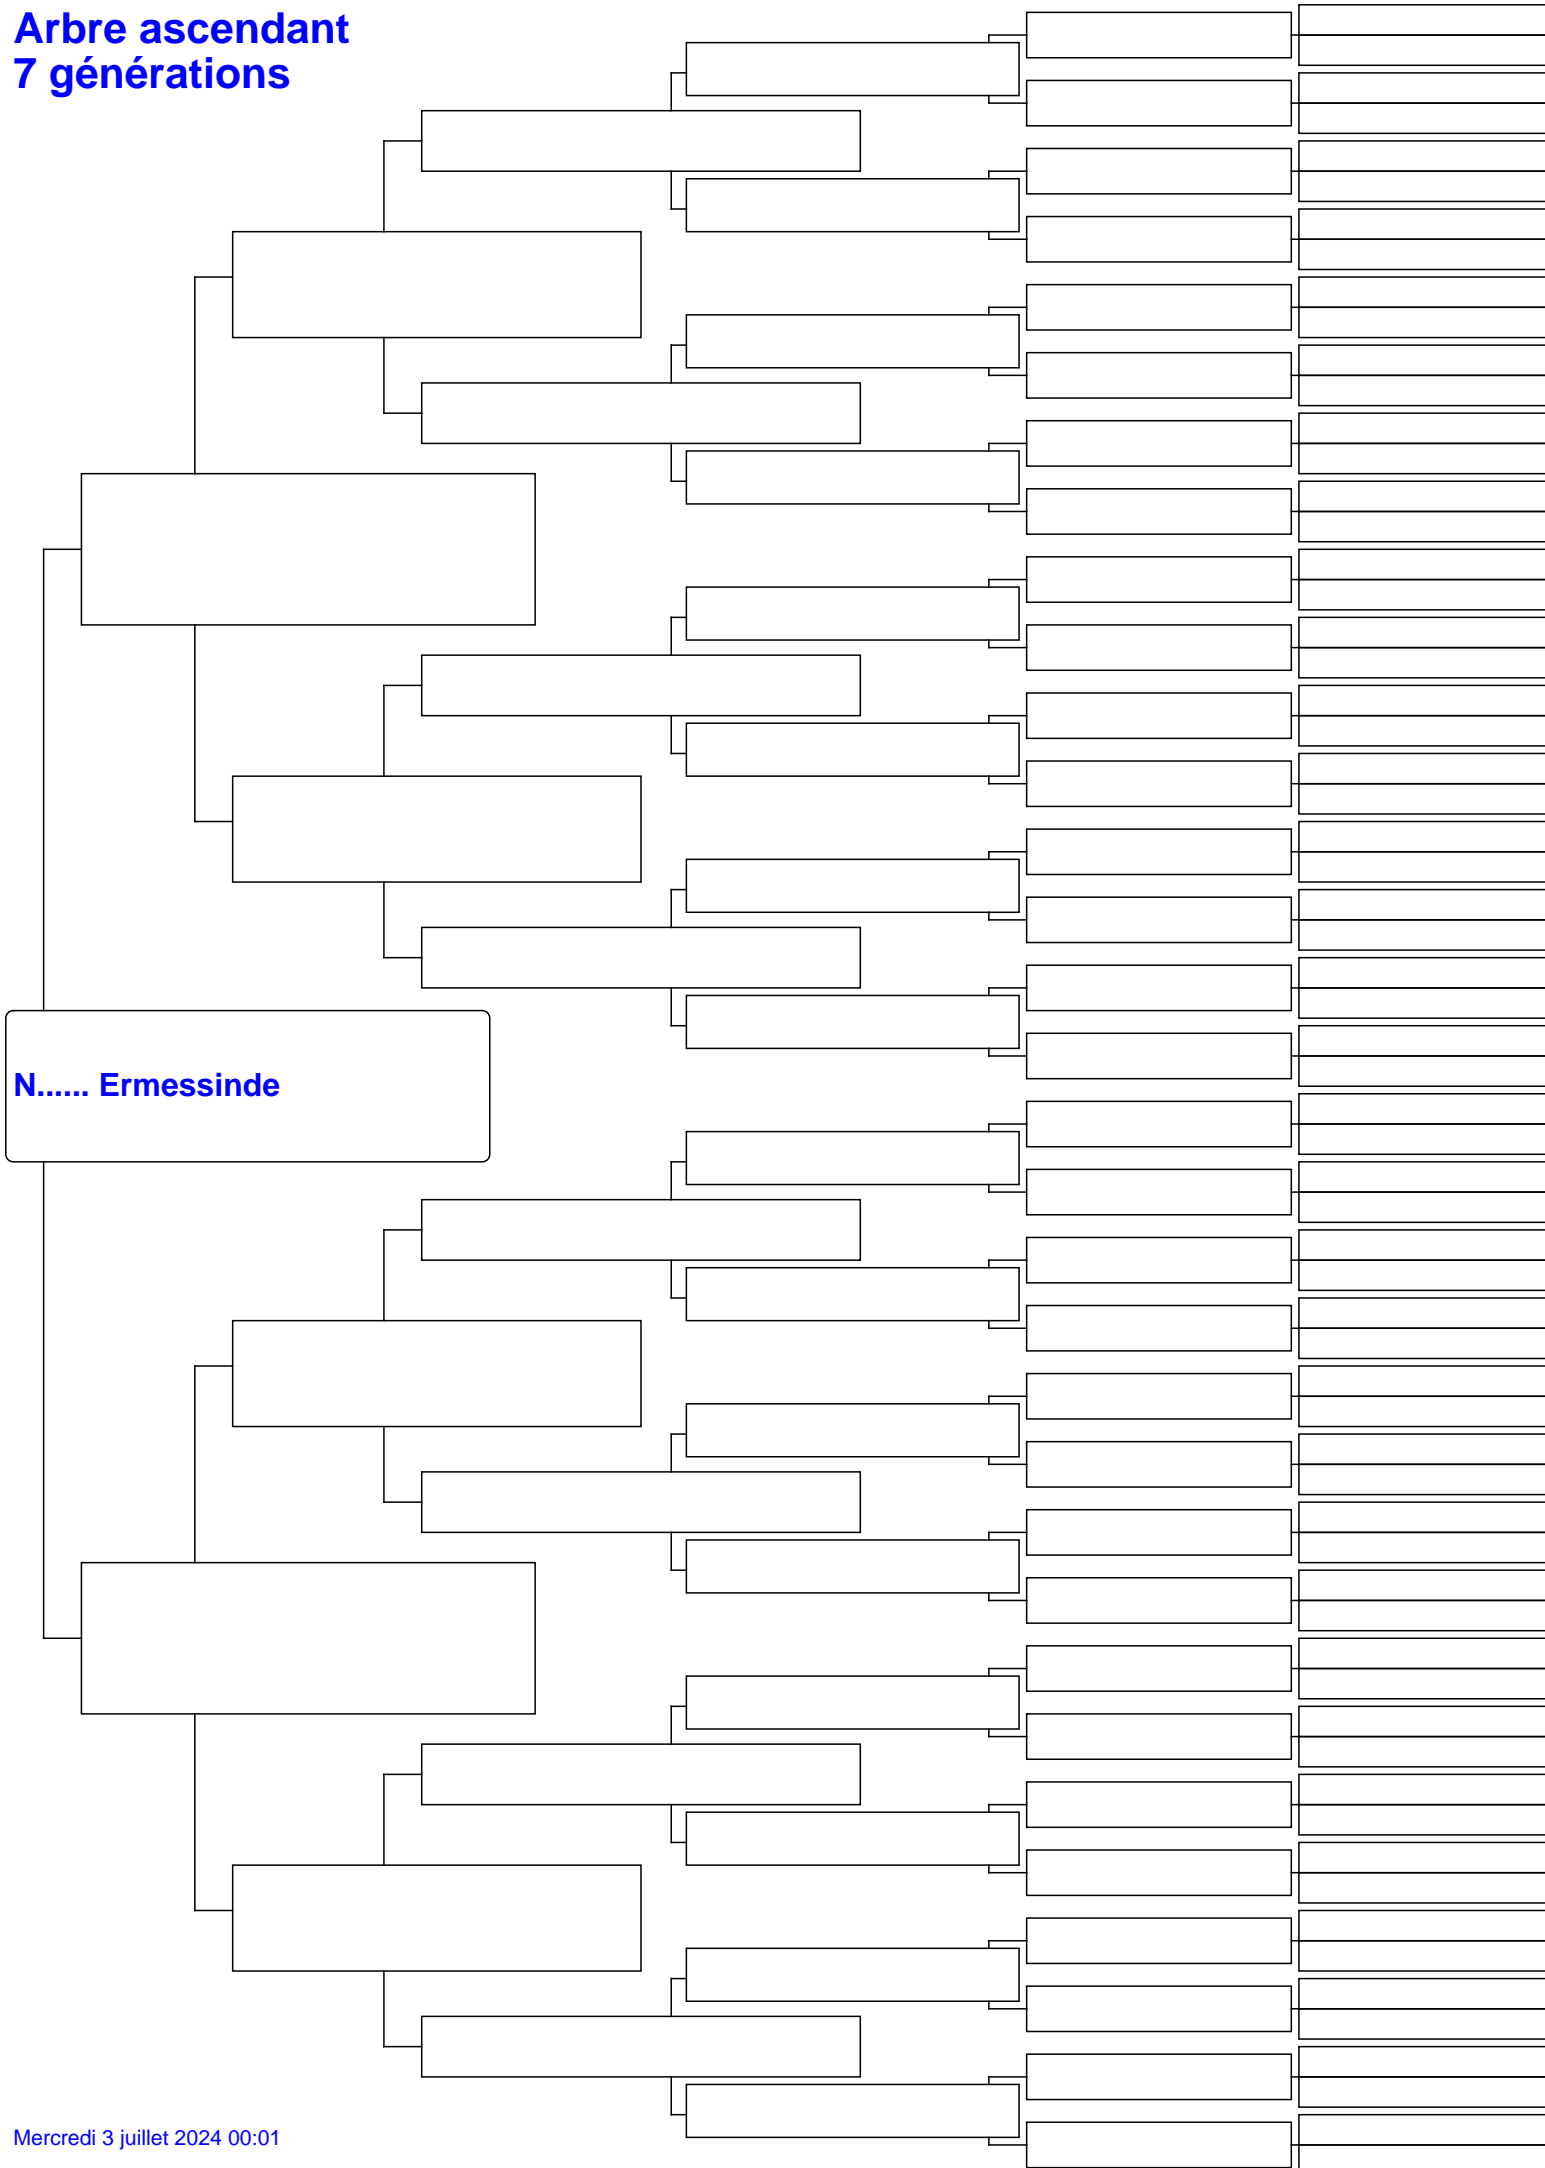 Arbre ascendant
7 générations
N...... Ermessinde
Mercredi 3 juillet 2024 00:01